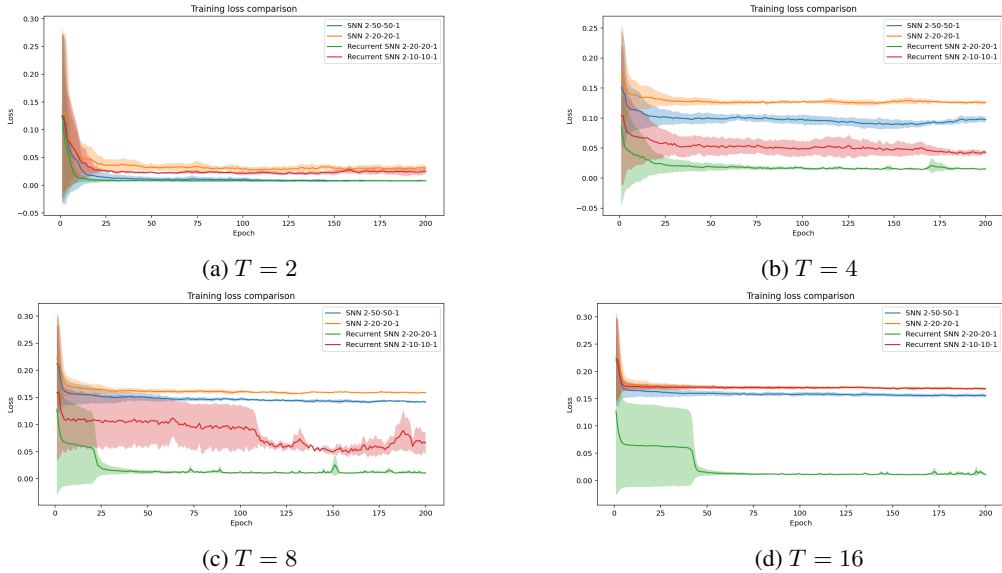 Training loss comparison
0.30
0.25
0.20
0.15
0.10
0.05
0.00
−0.05
Loss
SNN 2-50-50-1
SNN 2-20-20-1
Recurrent SNN 2-20-20-1
Recurrent SNN 2-10-10-1
0 25 50 75 100 125 150 175 200
Epoch
(a) T = 2
Training loss comparison
0.25
0.20
0.15
0.10
0.05
0.00
−0.05
Loss
SNN 2-50-50-1
SNN 2-20-20-1
Recurrent SNN 2-20-20-1
Recurrent SNN 2-10-10-1
0 25 50 75 100 125 150 175 200
Epoch
(b) T = 4
Training loss comparison
0.30
0.25
0.20
0.15
0.10
0.05
0.00
Loss
SNN 2-50-50-1
SNN 2-20-20-1
Recurrent SNN 2-20-20-1
Recurrent SNN 2-10-10-1
0 25 50 75 100 125 150 175 200
Epoch
(c) T = 8
Training loss comparison
0.30
0.25
0.20
0.15
0.10
0.05
0.00
Loss
SNN 2-50-50-1
SNN 2-20-20-1
Recurrent SNN 2-20-20-1
Recurrent SNN 2-10-10-1
0 25 50 75 100 125 150 175 200
Epoch
(d) T = 16